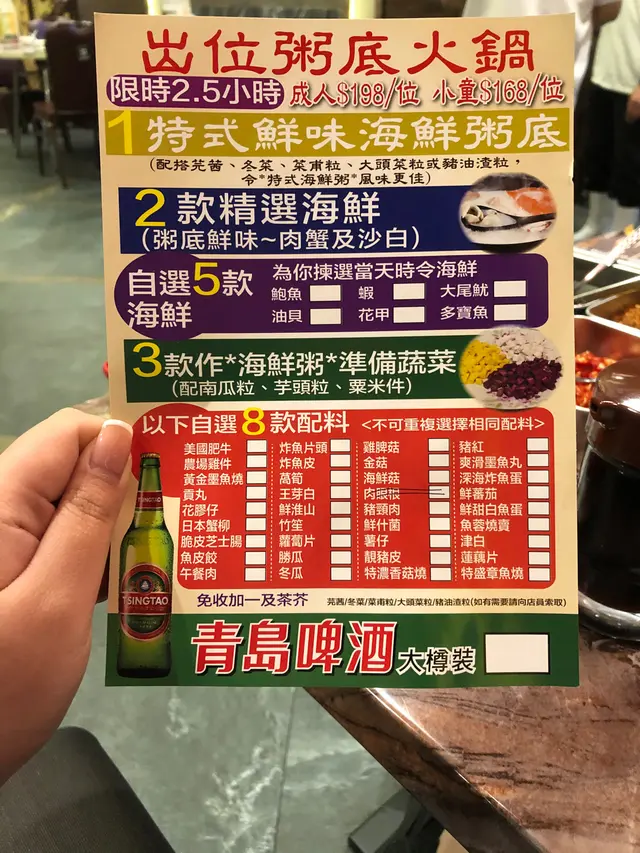 出位粥底火鍋
限時2.5小時 成人$198/位 小童$168/位
1特式鮮味海鮮粥底
(配搭芫茜、冬菜、菜甫粒、大頭菜粒或豬油渣粒，
令*特式海鮮粥*風味更佳)
2款精選海鮮
(粥底鮮味~肉蟹及沙白)
自選5款海鮮
為你揀選當天時令海鮮
鮑魚 蝦 大尾魷
油貝 花甲 多寶魚
3款作*海鮮粥*準備蔬菜
(配南瓜粒、芋頭粒、粟米件)
以下自選8款配料 <不可重複選擇相同配料>
美國肥牛 炸魚片頭 雞脾菇 豬紅
農場雞件 炸魚皮 金菇 爽滑墨魚丸
黃金墨魚燒 萵筍 海鮮菇 深海炸魚蛋
貢丸 王芽白 鮮蕃茄
花膠仔 鮮淮山 豬頸肉 鮮甜白魚蛋
日本蟹柳 竹笙 鮮什菌 魚蓉燒賣
脆皮芝士腸 蘿蔔片 薯仔 津白
魚皮餃 勝瓜 靚豬皮 蓮藕片
午餐肉 冬瓜 特濃香菇燒 特盛章魚燒
免收加一及茶芥 芫茜/冬菜/菜甫粒/大頭菜粒/豬油渣粒(如有需要請向店員索取)
TSINGTAO
TSINGTAO
青島啤酒 大樽裝